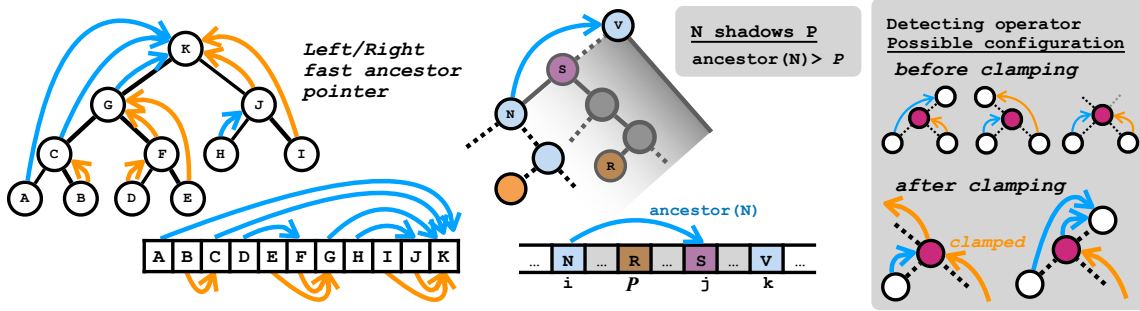 K
Left/Right
fast ancestor
pointer
G
J
C
F
H
I
A
B
D
E
A B C D E F G H I J K
V
S
N
R
N shadows P
ancestor(N)> P
ancestor(N)
... N ... R ... S ... V ...
i P j k
Detecting operator
Possible configuration
before clamping
after clamping
clamped